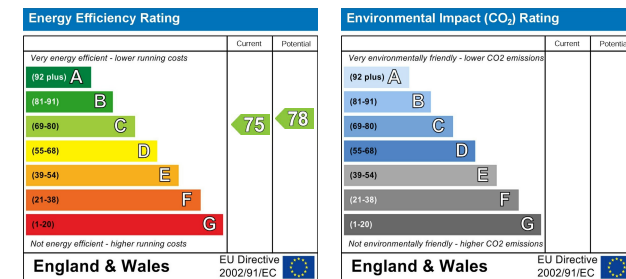 Energy Efficiency Rating
Current Potential
Very energy efficient - lower running costs
(92 plus) A
(81-91) B
(69-80) C
75 78
(55-68) D
(39-54) E
(21-38) F
(1-20) G
Not energy efficient - higher running costs
England & Wales
EU Directive
2002/91/EC
Environmental Impact (CO₂) Rating
Current Potential
Very environmentally friendly - lower CO2 emissions
(92 plus) A
(81-91) B
(69-80) C
(55-68) D
(39-54) E
(21-38) F
(1-20) G
Not environmentally friendly - higher CO2 emissions
England & Wales
EU Directive
2002/91/EC